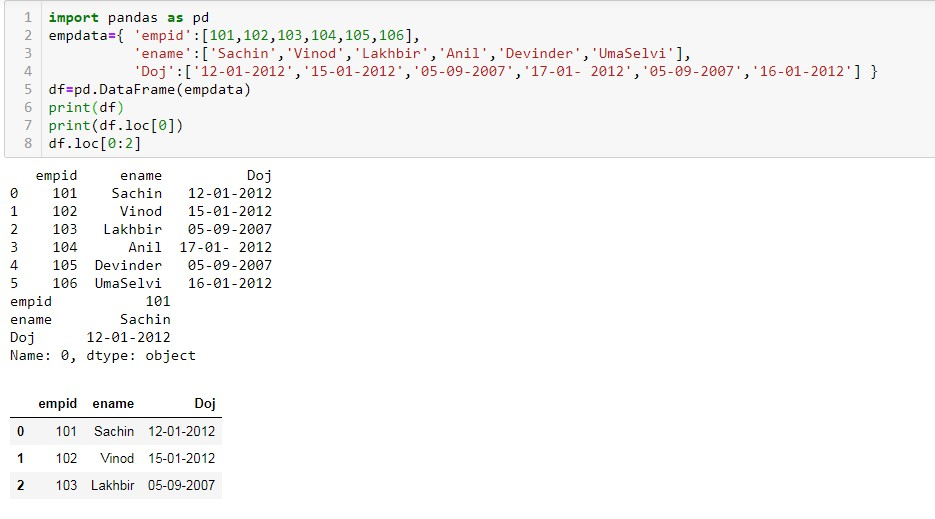 1 import pandas as pd
2 empdata={ 'empid':[101,102,103,104,105,106],
3 'ename':['Sachin','Vinod','Lakhbir','Anil','Devinder','UmaSelvi'],
4 'Doj':['12-01-2012','15-01-2012','05-09-2007','17-01- 2012','05-09-2007','16-01-2012'] }
5 df=pd.DataFrame(empdata)
6 print(df)
7 print(df.loc[0])
8 df.loc[0:2]
empid ename Doj
0 101 Sachin 12-01-2012
1 102 Vinod 15-01-2012
2 103 Lakhbir 05-09-2007
3 104 Anil 17-01- 2012
4 105 Devinder 05-09-2007
5 106 UmaSelvi 16-01-2012
empid 101
ename Sachin
Doj 12-01-2012
Name: 0, dtype: object
empid ename Doj
0 101 Sachin 12-01-2012
1 102 Vinod 15-01-2012
2 103 Lakhbir 05-09-2007